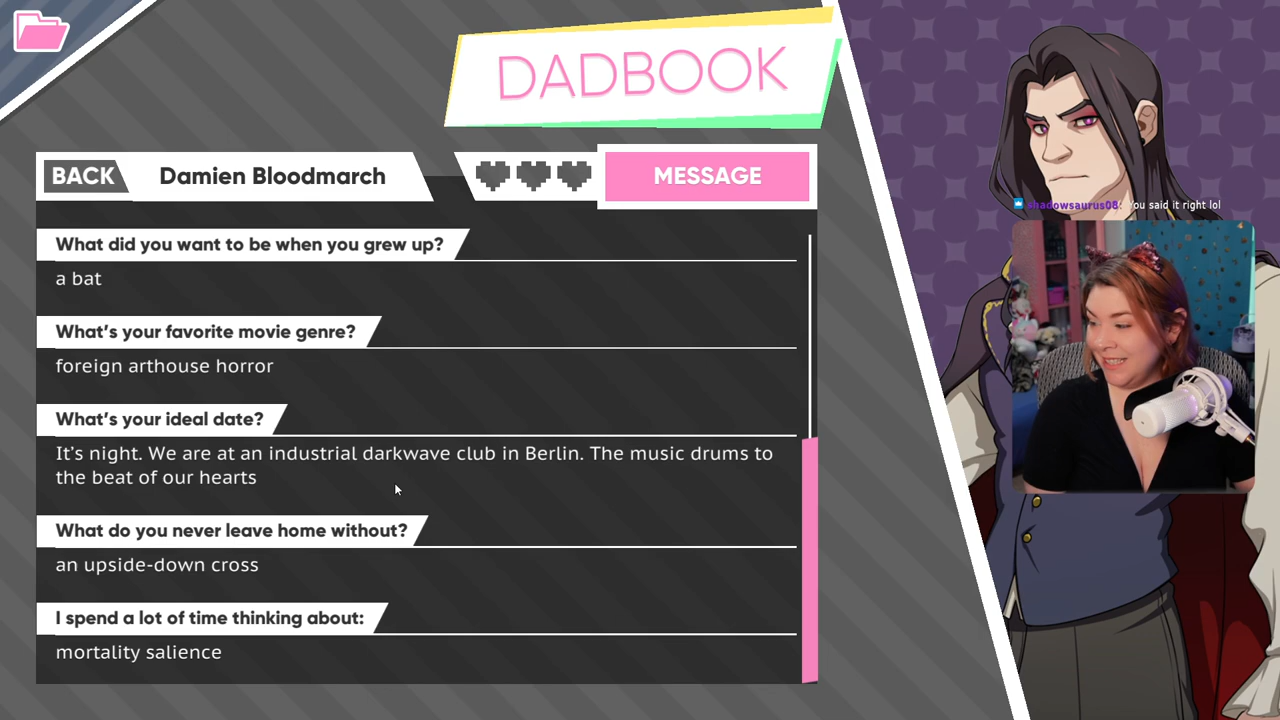 DADBOOK
BACK
Damien Bloodmarch
MESSAGE
What did you want to be when you grew up?
a bat
What's your favorite movie genre?
foreign arthouse horror
What's your ideal date?
It's night. We are at an industrial darkwave club in Berlin. The music drums to
the beat of our hearts
What do you never leave home without?
an upside-down cross
I spend a lot of time thinking about:
mortality salience
shadowsaurus08: You said it right lol